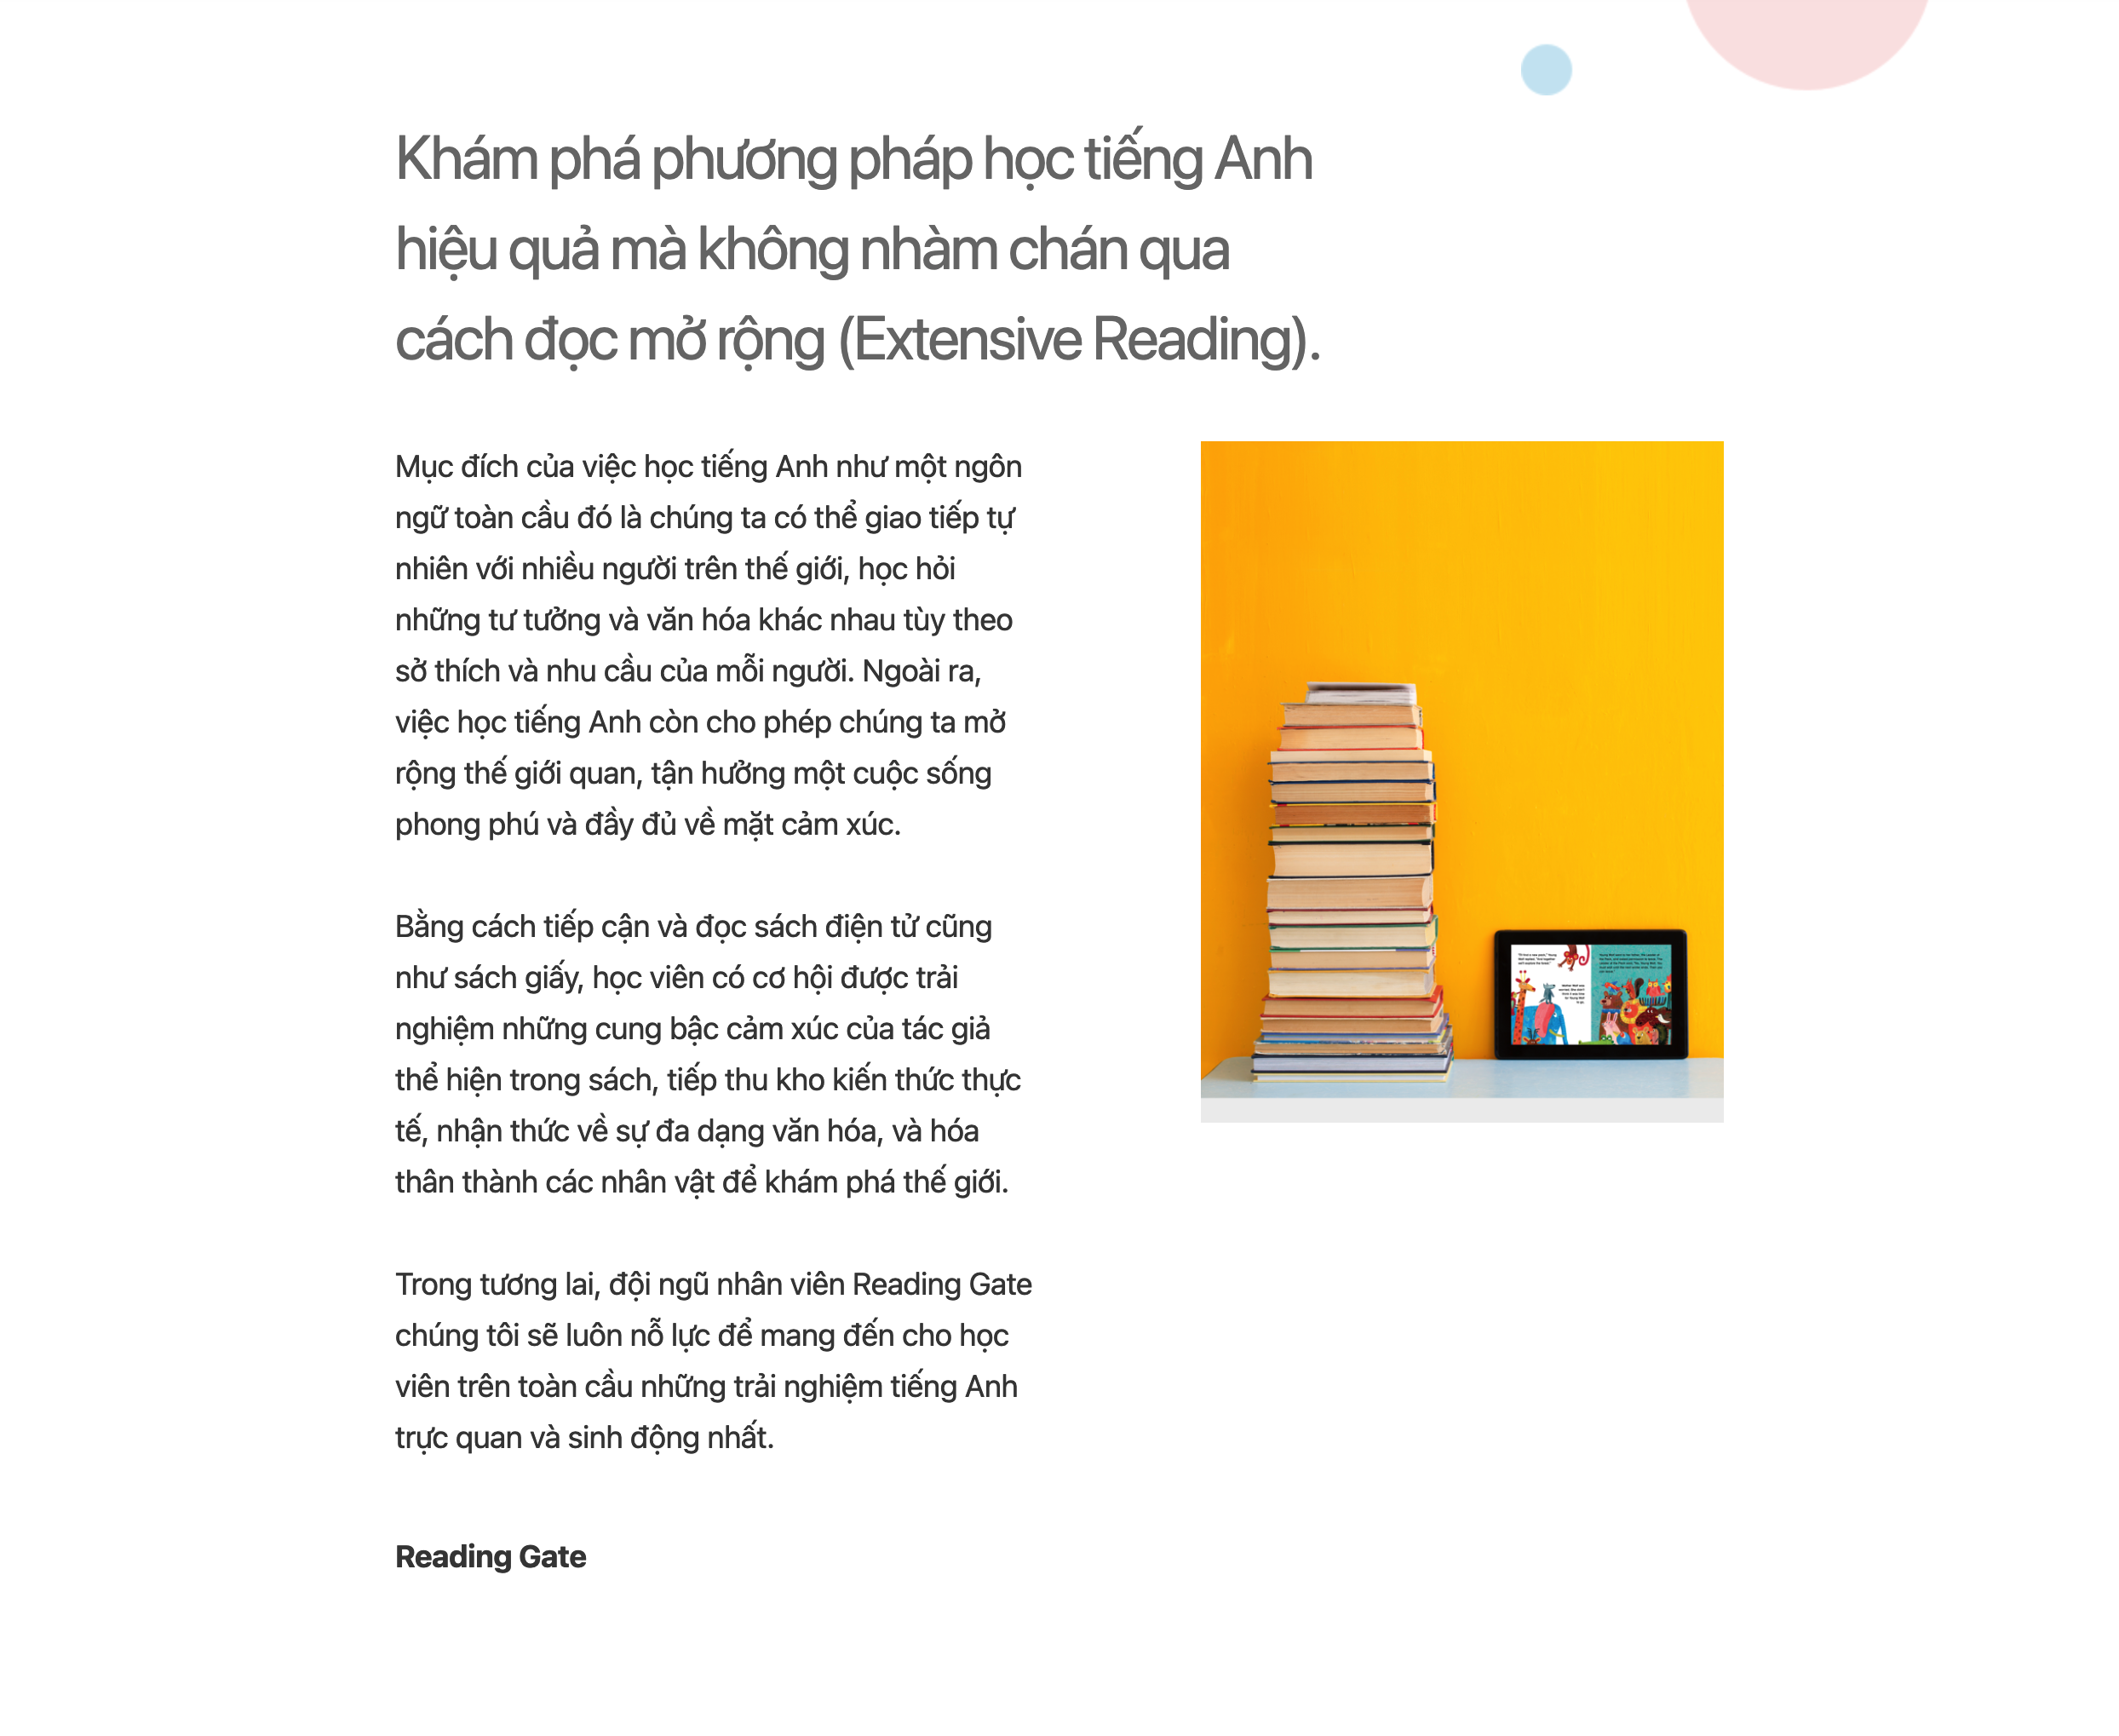 Khám phá phương pháp học tiếng Anh
hiệu quả mà không nhàm chán qua
cách đọc mở rộng (Extensive Reading).
Mục đích của việc học tiếng Anh như một ngôn
ngữ toàn cầu đó là chúng ta có thể giao tiếp tự
nhiên với nhiều người trên thế giới, học hỏi
những tư tưởng và văn hóa khác nhau tùy theo
sở thích và nhu cầu của mỗi người. Ngoài ra,
việc học tiếng Anh còn cho phép chúng ta mở
rộng thế giới quan, tận hưởng một cuộc sống
phong phú và đầy đủ về mặt cảm xúc.
Bằng cách tiếp cận và đọc sách điện tử cũng
như sách giấy, học viên có cơ hội được trải
nghiệm những cung bậc cảm xúc của tác giả
thể hiện trong sách, tiếp thu kho kiến thức thực
tế, nhận thức về sự đa dạng văn hóa, và hóa
thân thành các nhân vật để khám phá thế giới.
Trong tương lai, đội ngũ nhân viên Reading Gate
chúng tôi sẽ luôn nỗ lực để mang đến cho học
viên trên toàn cầu những trải nghiệm tiếng Anh
trực quan và sinh động nhất.
Reading Gate